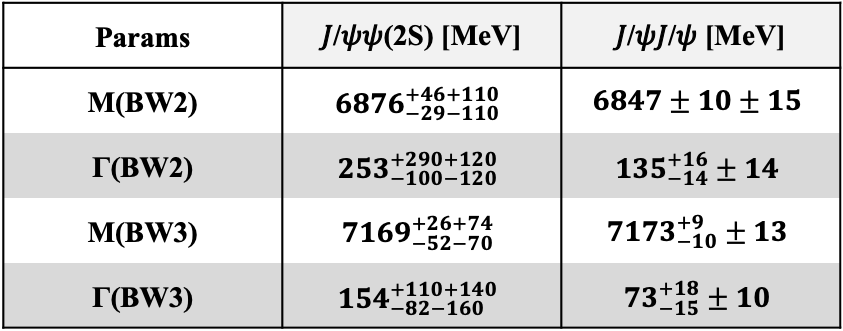 Params J/ψψ(2S) [MeV] J/ψJ/ψ [MeV]
M(BW2) 6876 +46+110 −29−110 6847 ± 10 ± 15
Γ(BW2) 253 +290+120 −100−120 135 +16 −14 ± 14
M(BW3) 7169 +26+74 −52−70 7173 +9 −10 ± 13
Γ(BW3) 154 +110+140 −82−160 73 +18 −15 ± 10